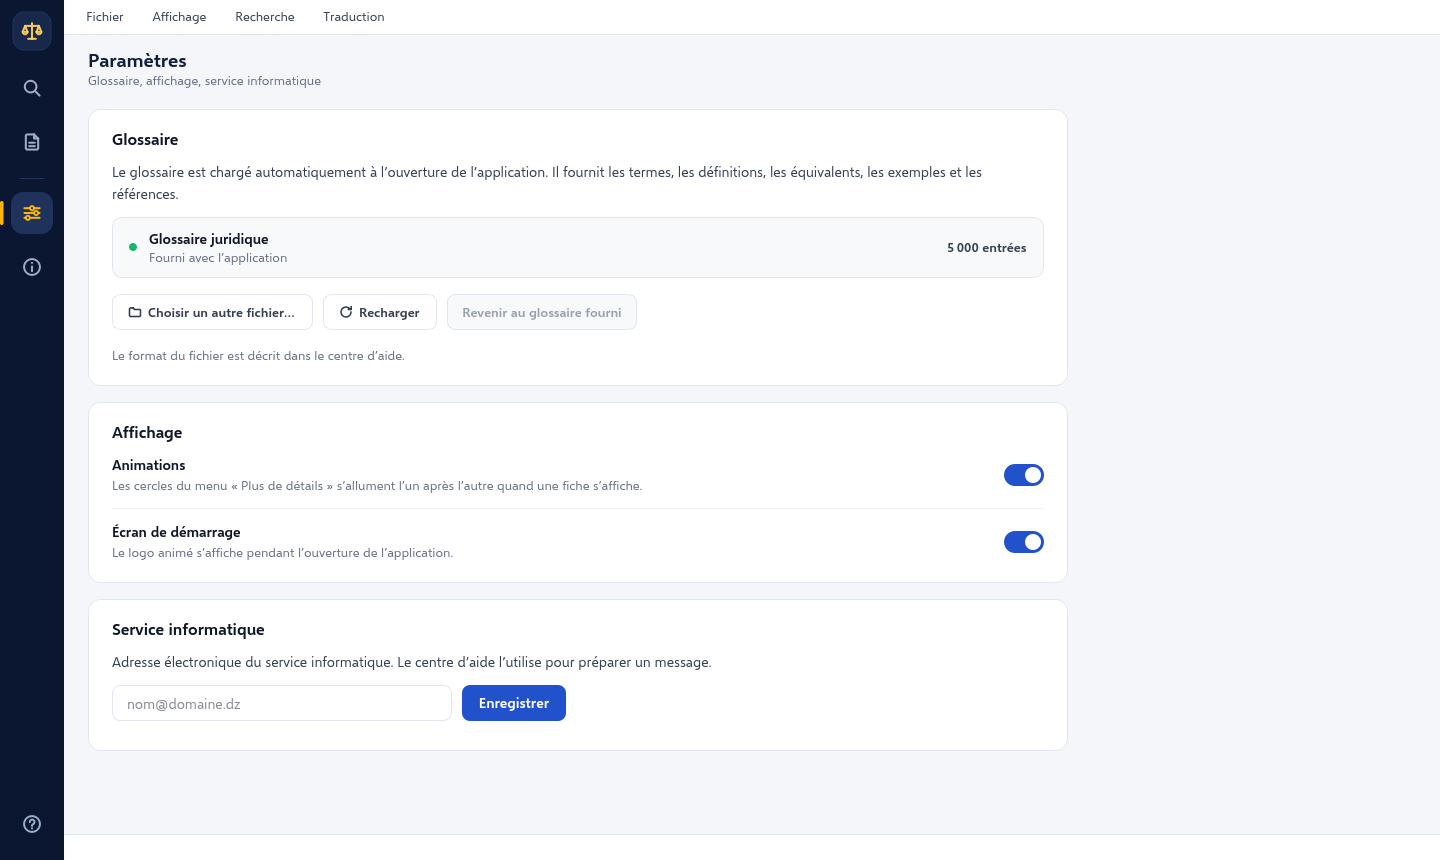 Fichier Affichage Recherche Traduction
Paramètres
Glossaire, affichage, service informatique
Glossaire
Le glossaire est chargé automatiquement à l’ouverture de l’application. Il fournit les termes, les définitions, les équivalents, les exemples et les
références.
Glossaire juridique
Fourni avec l’application
5 000 entrées
Choisir un autre fichier… Recharger Revenir au glossaire fourni
Le format du fichier est décrit dans le centre d’aide.
Affichage
Animations
Les cercles du menu « Plus de détails » s’allument l’un après l’autre quand une fiche s’affiche.
Écran de démarrage
Le logo animé s’affiche pendant l’ouverture de l’application.
Service informatique
Adresse électronique du service informatique. Le centre d’aide l’utilise pour préparer un message.
nom@domaine.dz Enregistrer